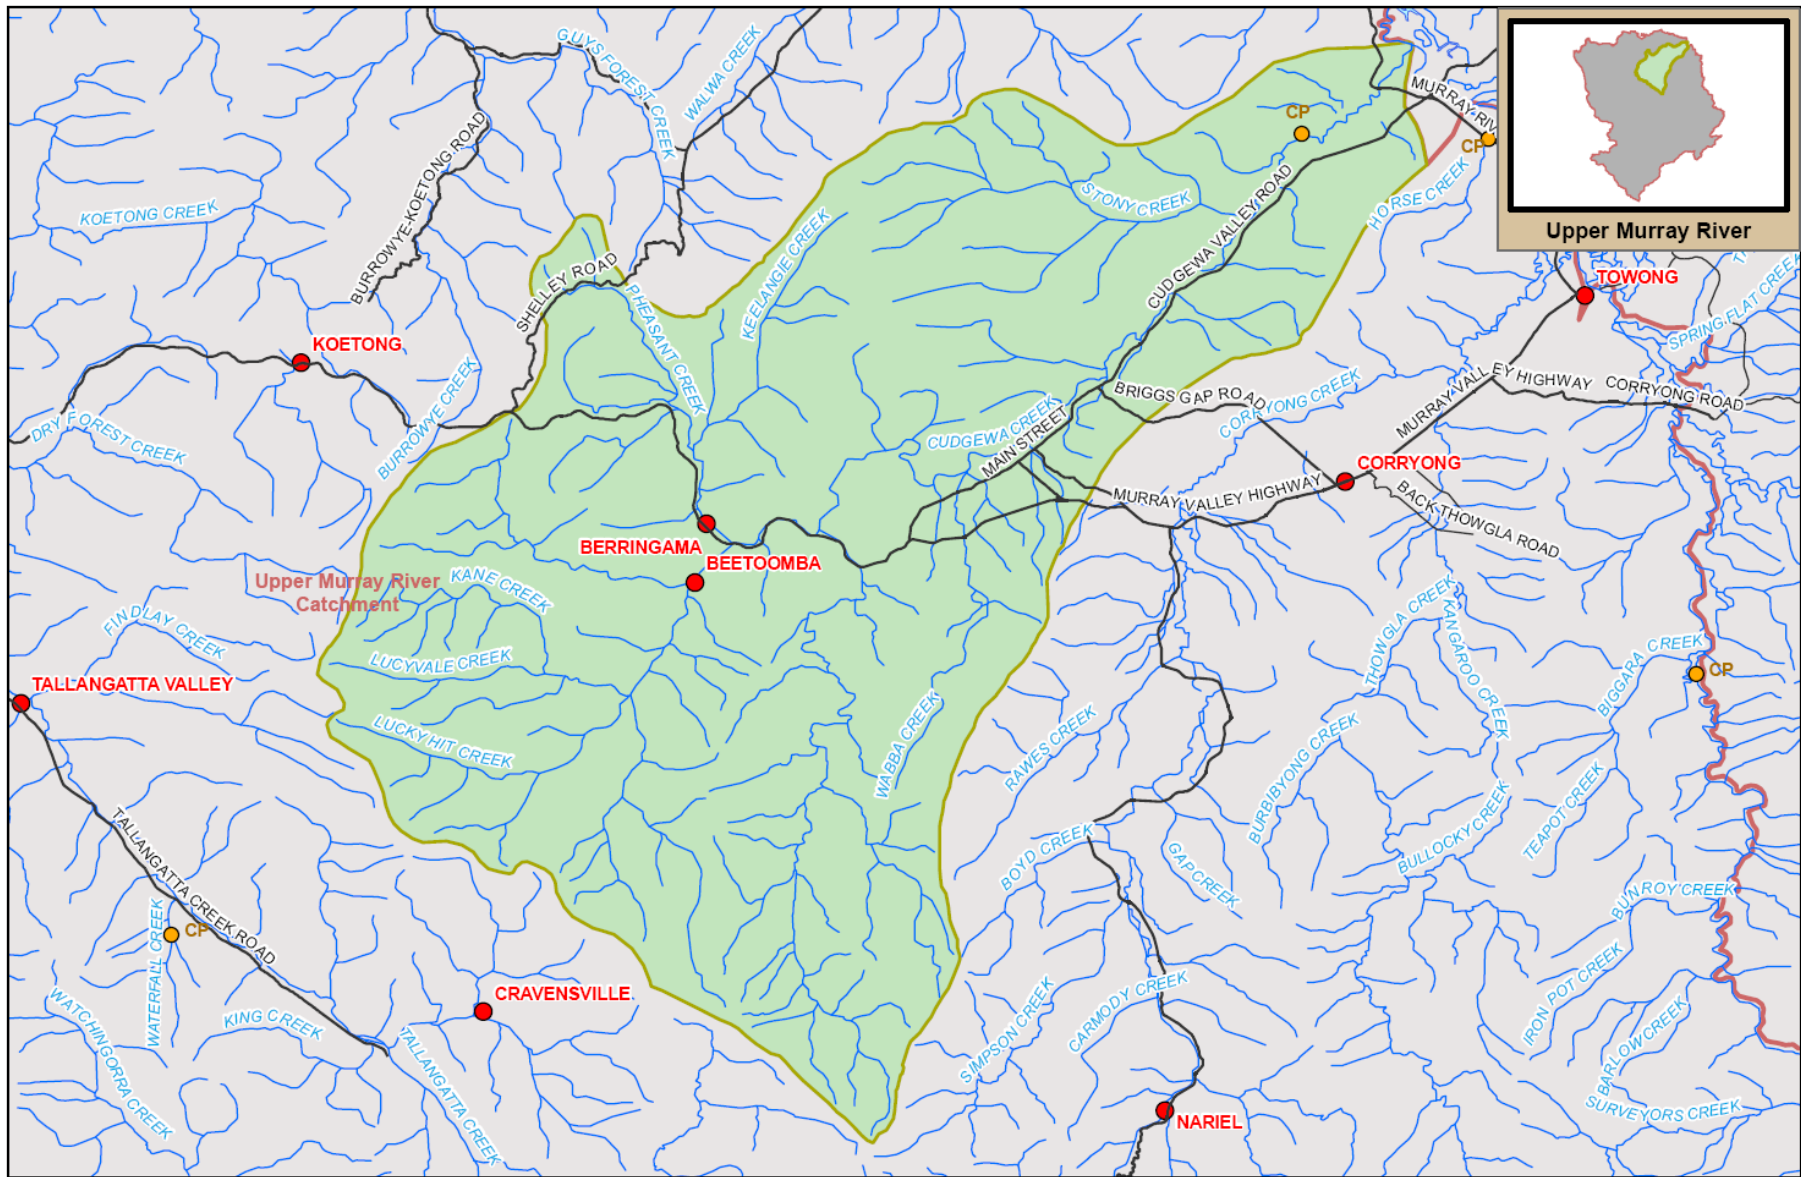 GUYS FOREST CREEK
WALWA CREEK
MURRAY RIV
CP
CP
Upper Murray River
BURROWYE-KOETONG ROAD
KOETONG CREEK
STONY CREEK
HORSE CREEK
CUDGEWA VALLEY ROAD
KEELANGIE CREEK
SHELLEY ROAD
PHEASANT CREEK
TA
TOWONG
SPRING FLAT CREEK
KOETONG
BURROWYE CREEK
DRY FOREST CREEK
BRIGGS GAP ROAD
CORRYONG CREEK
MURRAY VALLEY HIGHWAY
CORRYONG ROAD
CUDGEWA CREEK
MAIN STREET
CORRYONG
MURRAY VALLEY HIGHWAY
BACK THOWGLA ROAD
BERRINGAMA
BEETOOMBA
Upper Murray River
Catchment
KANE CREEK
FINDLAY CREEK
LUCYVALE CREEK
THOWGLA CREEK
KANGAROO CREEK
BIGGARA CREEK
CP
TALLANGATTA VALLEY
LUCKY HIT CREEK
WABBA CREEK
RAWES CREEK
BURBIBYONG CREEK
TEAPOT CREEK
BULLOCKY CREEK
BOYD CREEK
GAP CREEK
TALLANGATTA CREEK ROAD
BUNROY CREEK
WATERFALL CREEK
CP
CRAVENSVILLE
WATCHINGORRA CREEK
KING CREEK
TALLANGATTA CREEK
SIMPSON CREEK
CARMODY CREEK
IRON POT CREEK
BARLOW CREEK
SURVEYORS CREEK
NARIEL